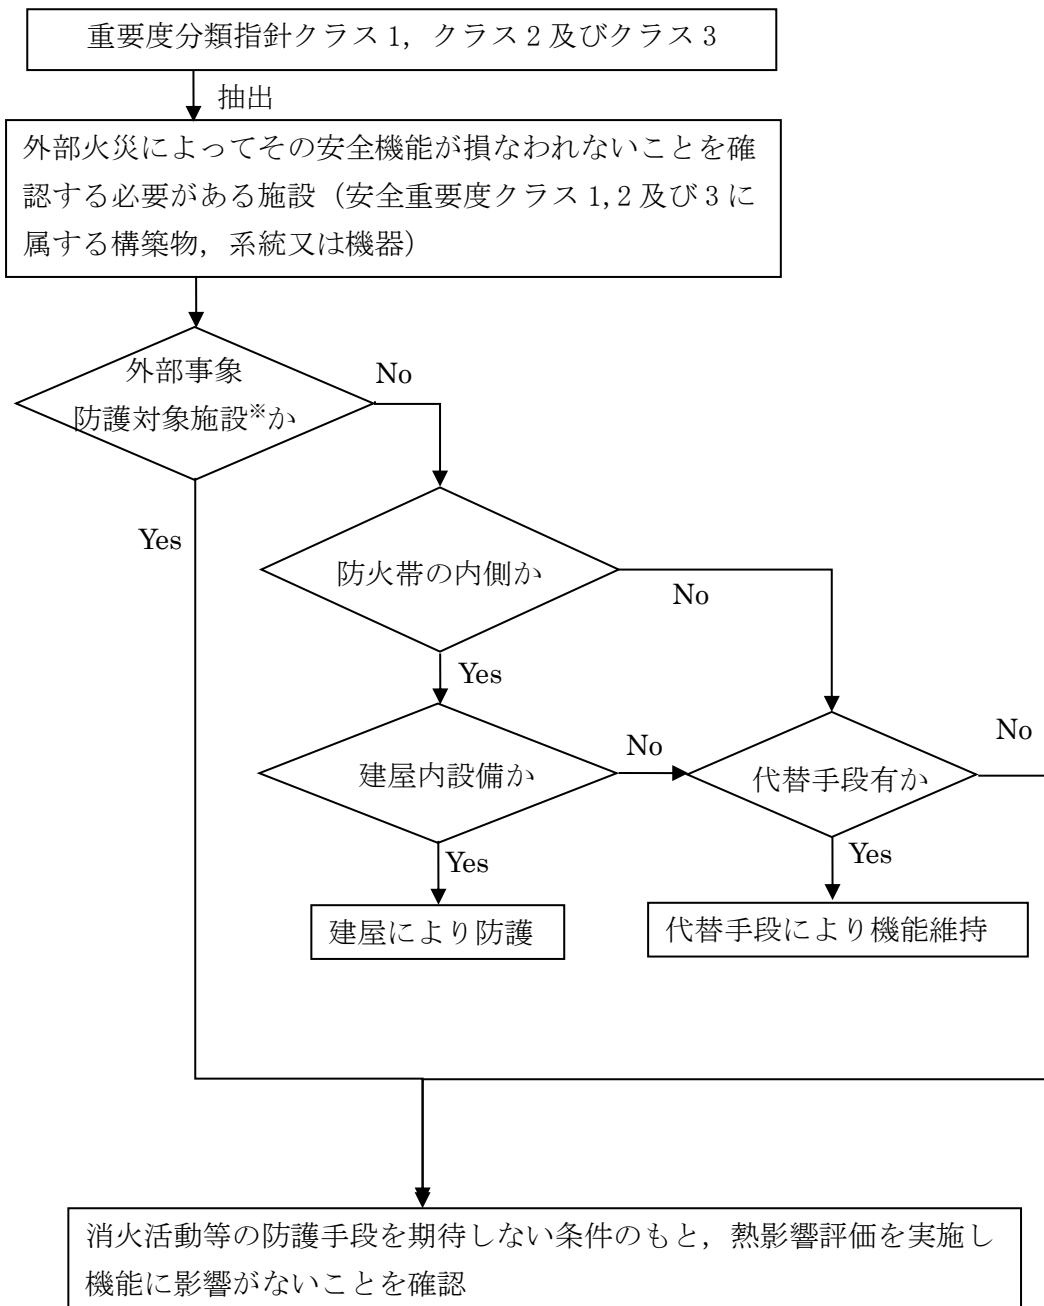 重要度分類指針クラス1，クラス2及びクラス3
抽出
外部火災によってその安全機能が損なわれないことを確
認する必要がある施設（安全重要度クラス1,2及び3に
属する構築物，系統又は機器）
外部事象
防護対象施設※か
No
Yes
防火帯の内側か
No
Yes
建屋内設備か
No
代替手段有か
No
Yes
Yes
建屋により防護
代替手段により機能維持
消火活動等の防護手段を期待しない条件のもと，熱影響評価を実施し
機能に影響がないことを確認